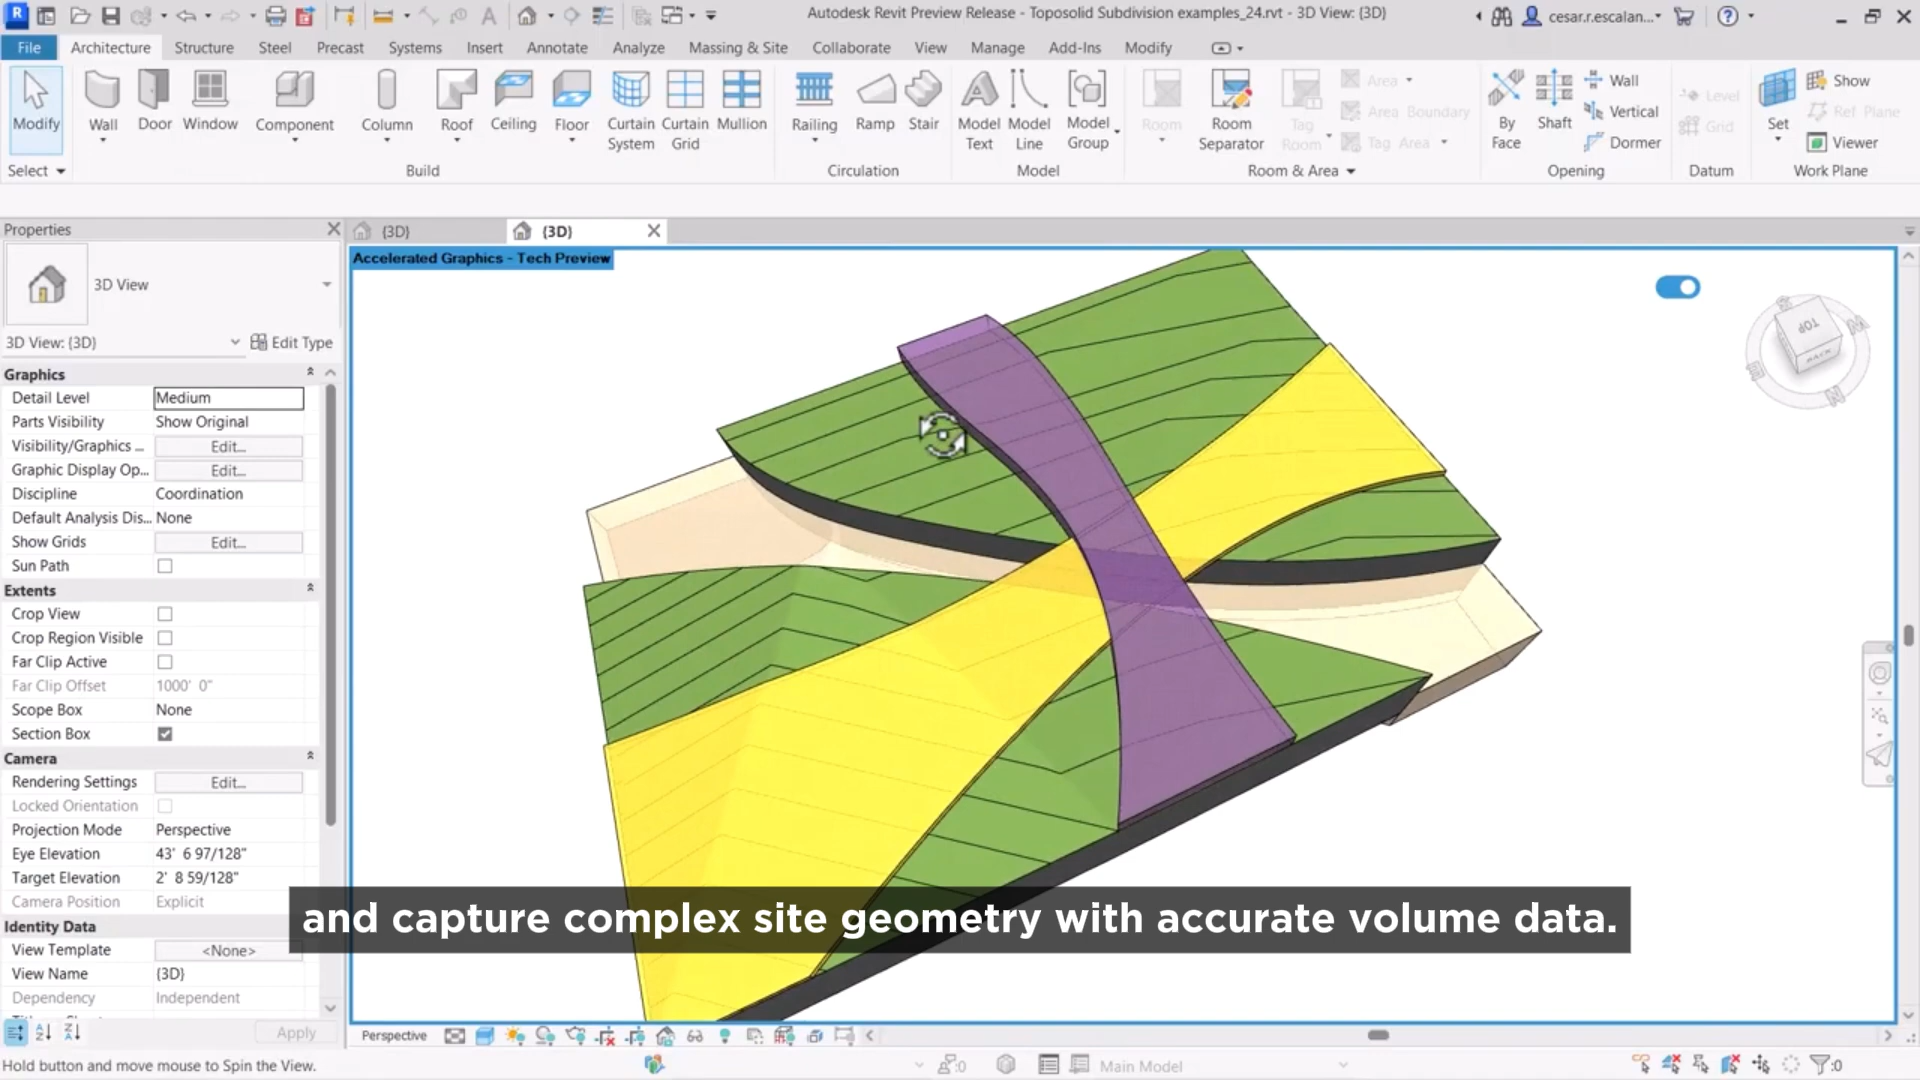 Autodesk Revit Preview Release - Toposolid Subdivision examples_24.rvt - 3D View: {3D}
cesar.r.escalan...
File Architecture Structure Steel Precast Systems Insert Annotate Analyze Massing & Site Collaborate View Manage Add-Ins Modify
Modify
Wall
Door
Window
Component
Column
Roof
Ceiling
Floor
Curtain System
Curtain Grid
Mullion
Railing
Ramp
Stair
Model Text
Model Line
Model Group
Room
Room Separator
Tag Room
Area
Area Boundary
Tag Area
By Face
Shaft
Wall
Vertical
Dormer
Level
Grid
Set
Show
Ref Plane
Viewer
Select
Build
Circulation
Model
Room & Area
Opening
Datum
Work Plane
Properties
{3D}
{3D}
3D View
3D View: {3D}
Edit Type
Graphics
Detail Level Medium
Parts Visibility Show Original
Visibility/Graphics ... Edit...
Graphic Display Op... Edit...
Discipline Coordination
Default Analysis Dis... None
Show Grids Edit...
Sun Path
Extents
Crop View
Crop Region Visible
Far Clip Active
Far Clip Offset 1000' 0"
Scope Box None
Section Box
Camera
Rendering Settings Edit...
Locked Orientation
Projection Mode Perspective
Eye Elevation 43' 6 97/128"
Target Elevation 2' 8 59/128"
Camera Position Explicit
Identity Data
View Template <None>
View Name {3D}
Dependency Independent
Apply
Accelerated Graphics - Tech Preview
TOP
BACK
and capture complex site geometry with accurate volume data.
Perspective
Hold button and move mouse to Spin the View.
:0
Main Model
:0